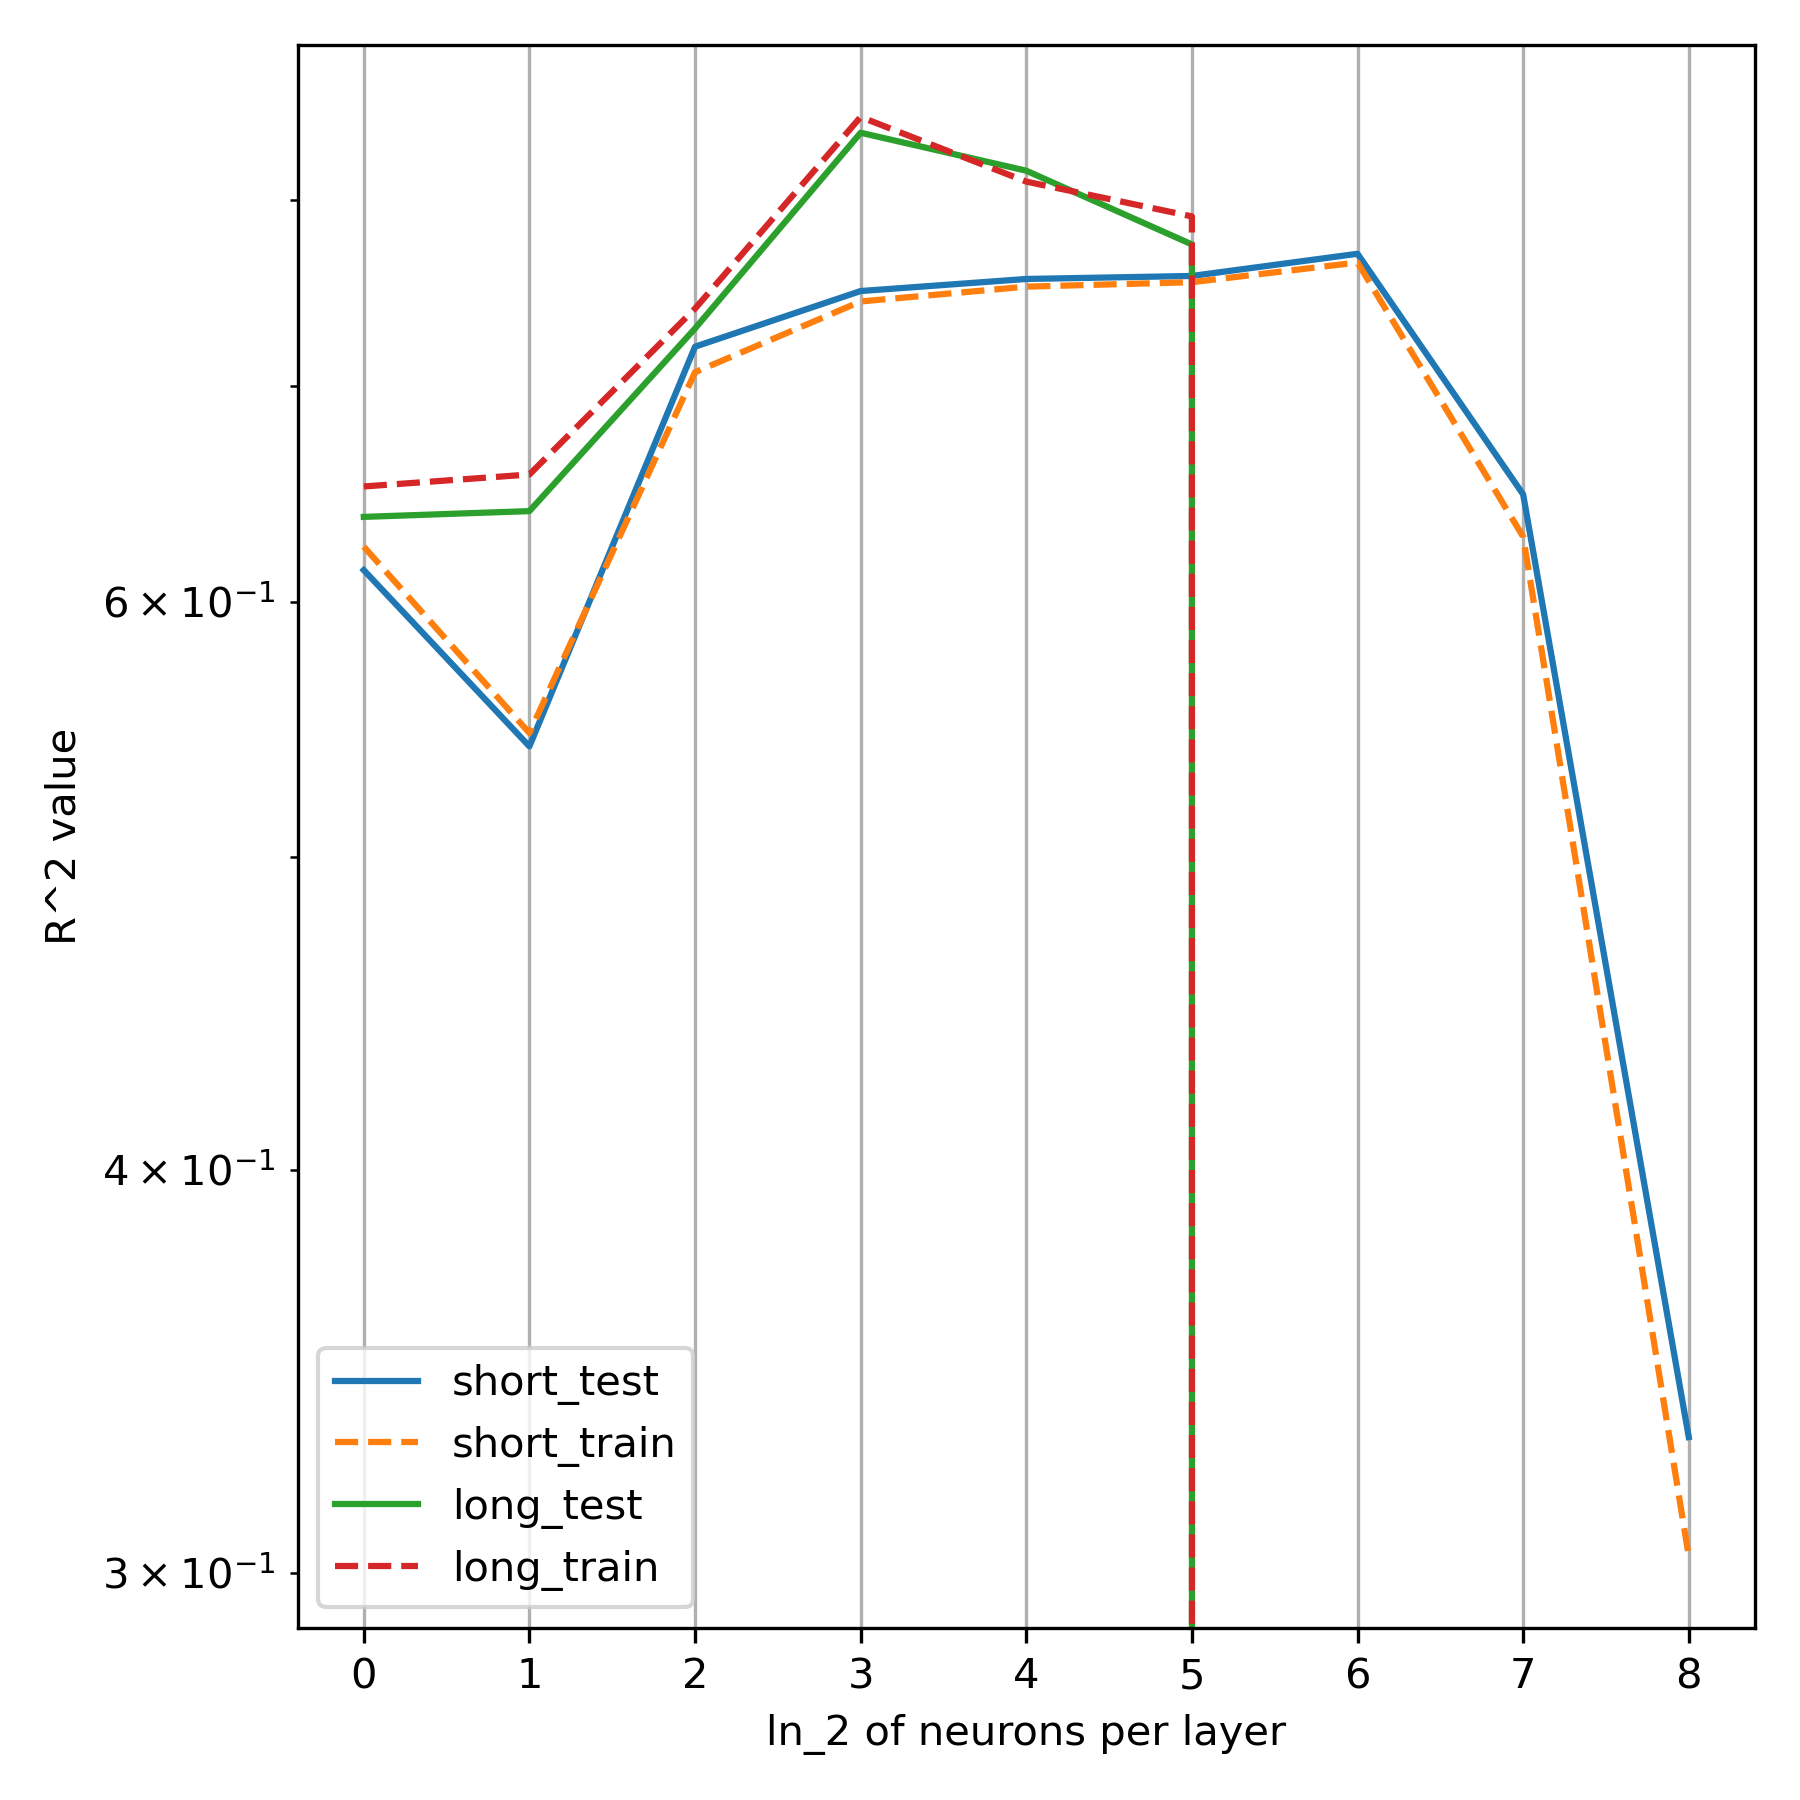 R^2 value
6 × 10⁻¹
4 × 10⁻¹
3 × 10⁻¹
short_test
short_train
long_test
long_train
0 1 2 3 4 5 6 7 8
ln_2 of neurons per layer